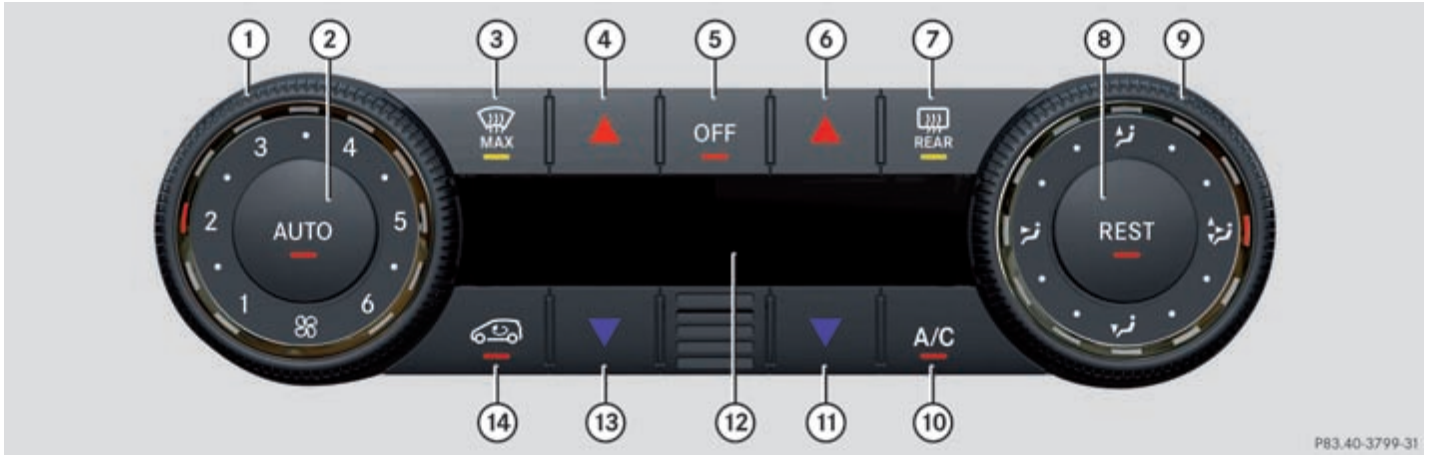 1 2 3 4 5 6 7 8 9
MAX OFF REAR
3 4
2 AUTO 5
1 6
REST
A/C
14 13 12 11 10
P83.40-3799-31